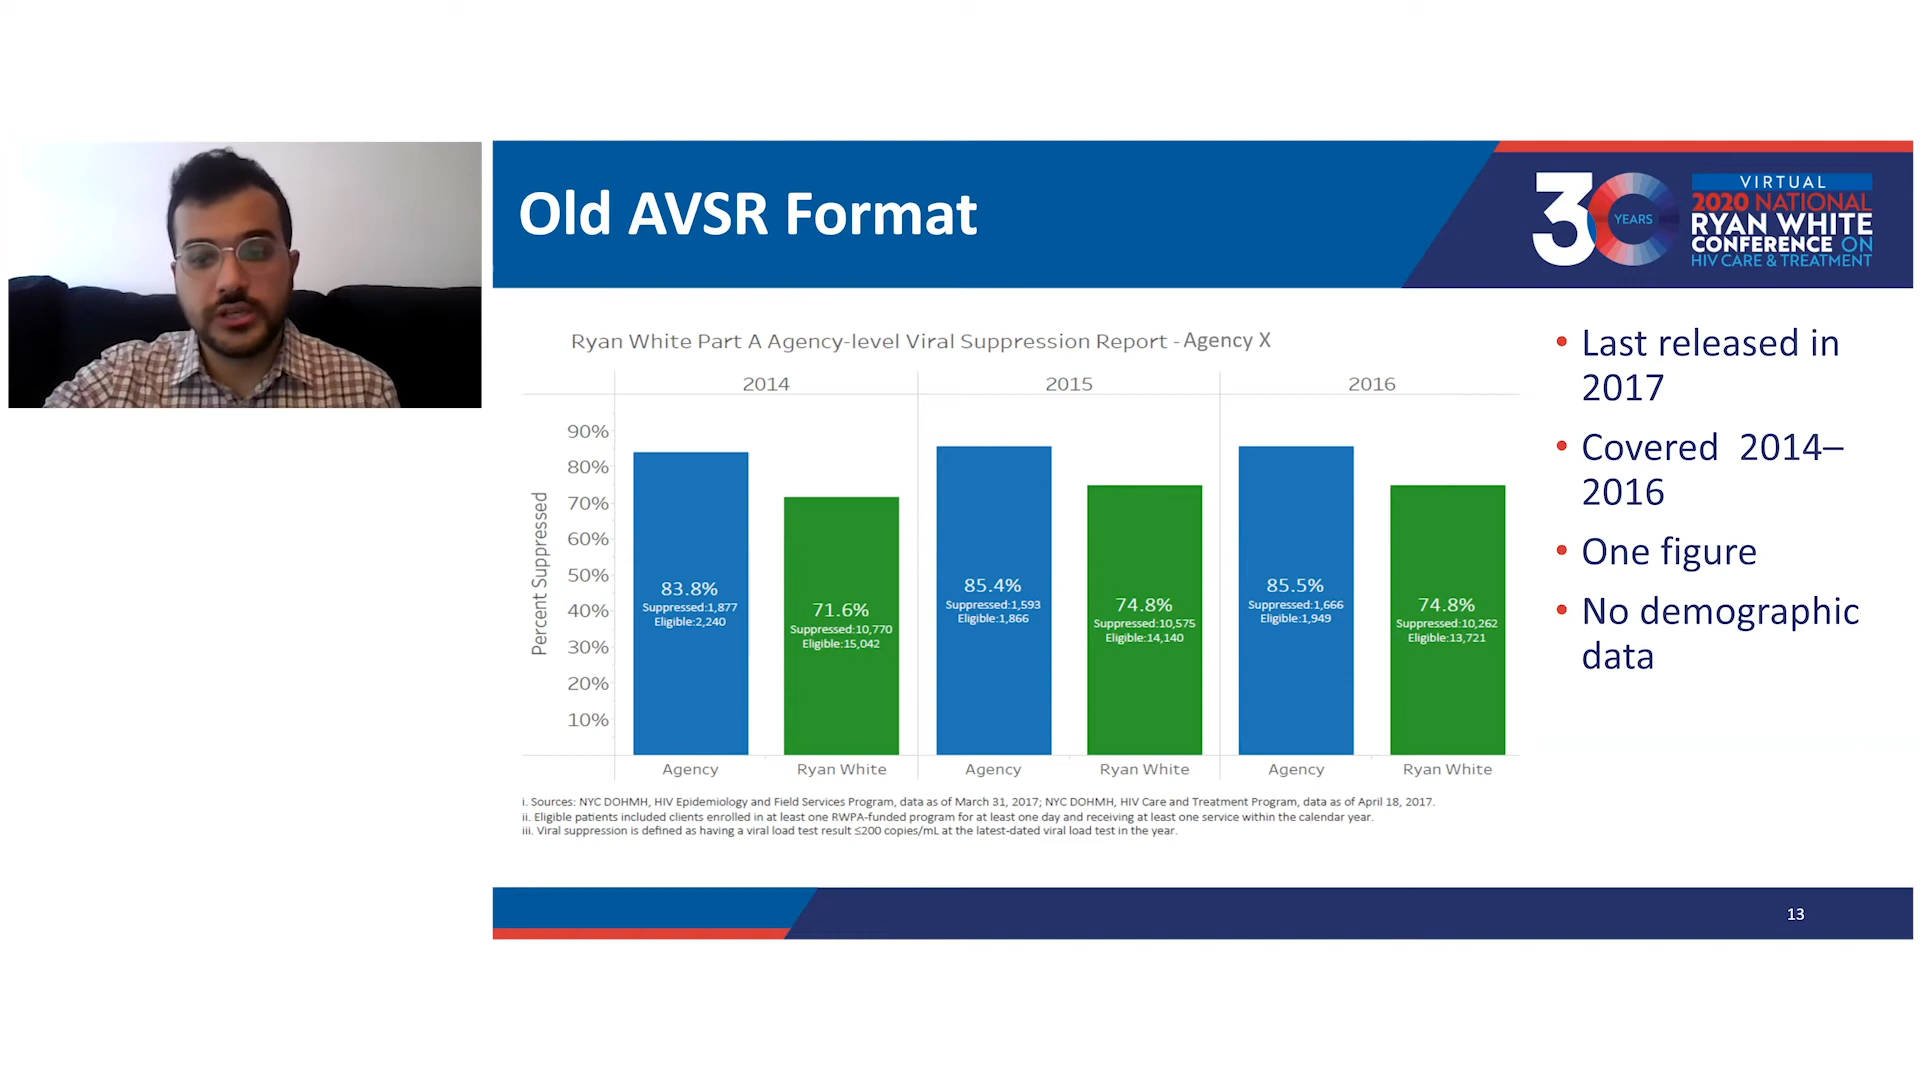 Old AVSR Format
30 YEARS
VIRTUAL
2020 NATIONAL
RYAN WHITE
CONFERENCE ON
HIV CARE & TREATMENT
Ryan White Part A Agency-level Viral Suppression Report - Agency X
2014 2015 2016
Percent Suppressed
90%
80%
70%
60%
50%
40%
30%
20%
10%
83.8%
Suppressed:1,877
Eligible:2,240
71.6%
Suppressed:10,770
Eligible:15,042
85.4%
Suppressed:1,593
Eligible:1,866
74.8%
Suppressed:10,575
Eligible:14,140
85.5%
Suppressed:1,666
Eligible:1,949
74.8%
Suppressed:10,262
Eligible:13,721
Agency Ryan White Agency Ryan White Agency Ryan White
i. Sources: NYC DOHMH, HIV Epidemiology and Field Services Program, data as of March 31, 2017; NYC DOHMH, HIV Care and Treatment Program, data as of April 18, 2017.
ii. Eligible patients included clients enrolled in at least one RWPA-funded program for at least one day and receiving at least one service within the calendar year.
iii. Viral suppression is defined as having a viral load test result ≤200 copies/mL at the latest-dated viral load test in the year.
• Last released in
2017
• Covered 2014–
2016
• One figure
• No demographic
data
13